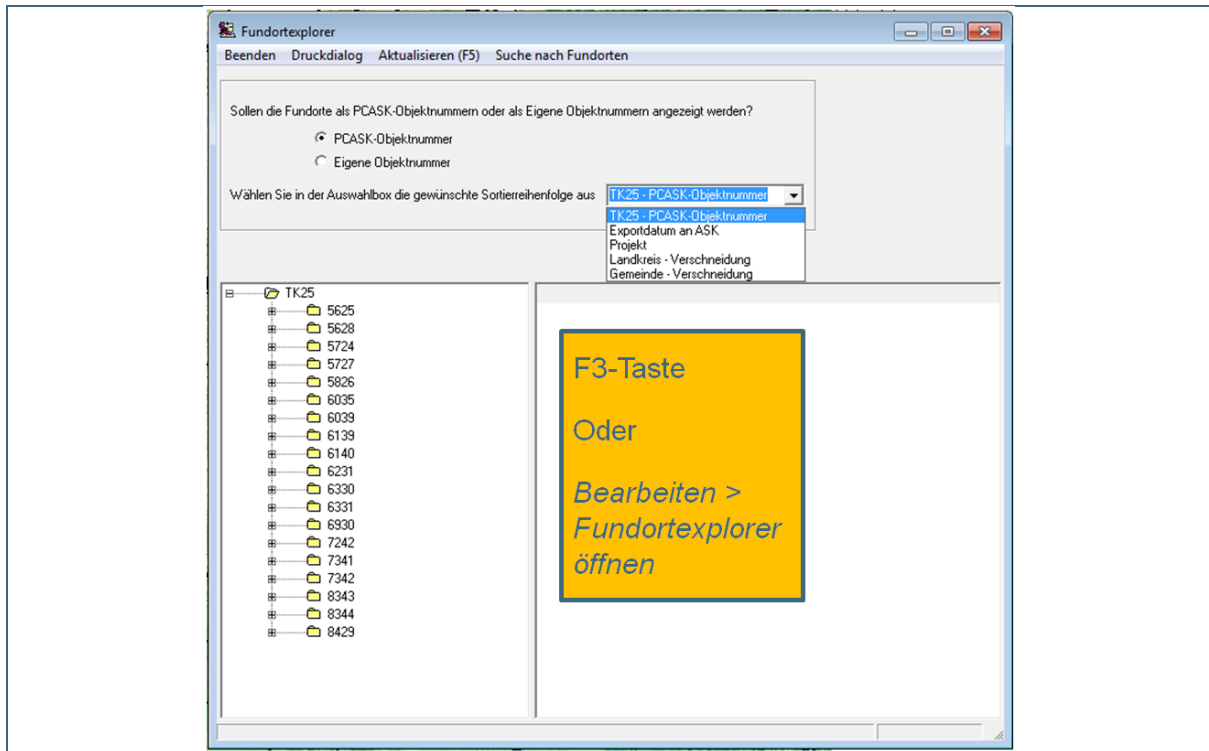 Fundortexplorer
Beenden Druckdialog Aktualisieren (F5) Suche nach Fundorten
Sollen die Fundorte als PCASK-Objektnummern oder als Eigene Objektnummern angezeigt werden?
PCASK-Objektnummer
Eigene Objektnummer
Wählen Sie in der Auswahlbox die gewünschte Sortierreihenfolge aus TK25 - PCASK-Objektnummer
TK25 - PCASK-Objektnummer
Exportdatum an ASK
Projekt
Landkreis - Verschneidung
Gemeinde - Verschneidung
TK25
5625
5628
5724
5727
5826
6035
6039
6139
6140
6231
6330
6331
6930
7242
7341
7342
8343
8344
8429
F3-Taste
Oder
Bearbeiten >
Fundortexplorer
öffnen